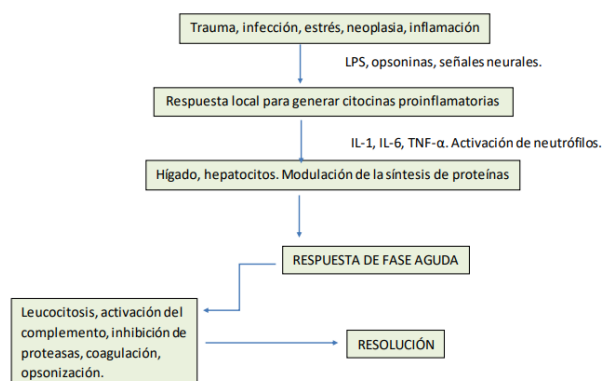 Trauma, infección, estrés, neoplasia, inflamación
LPS, opsoninas, señales neurales.
Respuesta local para generar citocinas proinflamatorias
IL-1, IL-6, TNF-α. Activación de neutrófilos.
Hígado, hepatocitos. Modulación de la síntesis de proteínas
RESPUESTA DE FASE AGUDA
Leucocitosis, activación del
complemento, inhibición de
proteasas, coagulación,
opsonización.
RESOLUCIÓN